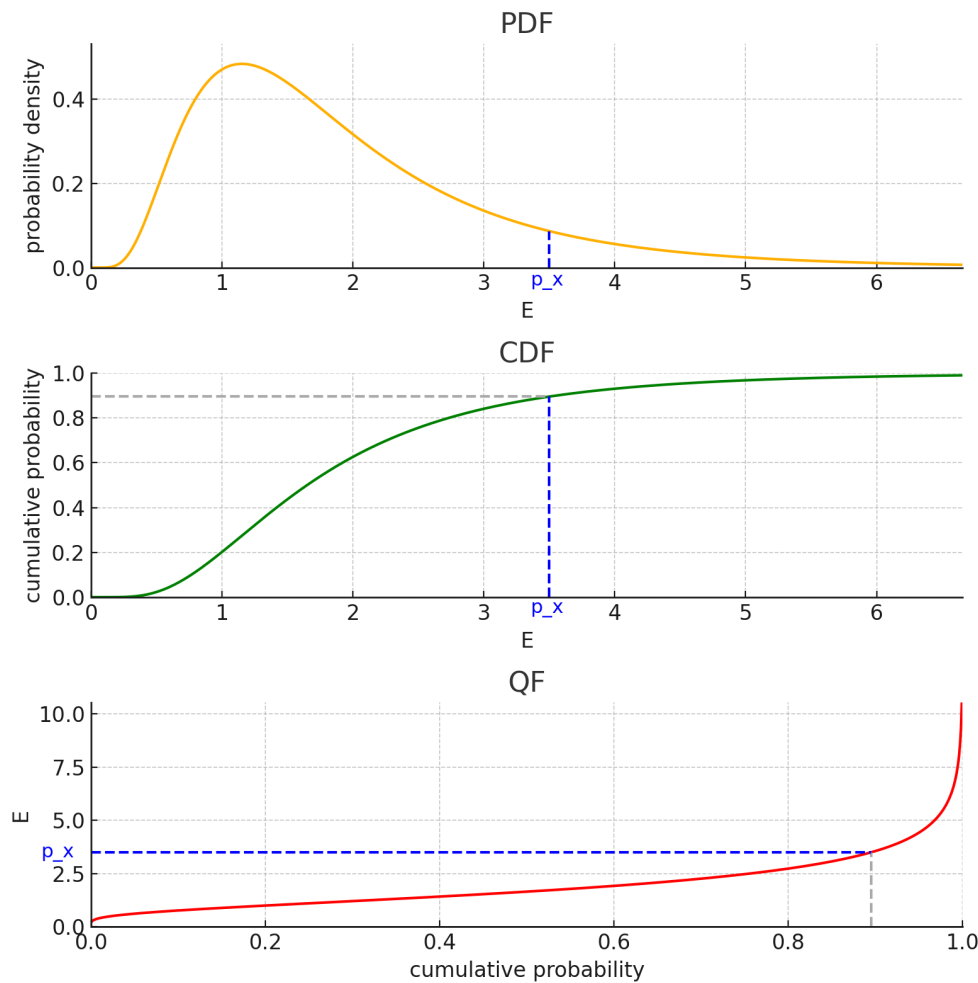 PDF
probability density
0.4
0.2
0.0
0 1 2 3 4 5 6
p_x
E
CDF
cumulative probability
1.0
0.8
0.6
0.4
0.2
0.0
0 1 2 3 4 5 6
p_x
E
QF
E
10.0
7.5
5.0
p_x
2.5
0.0
0.0 0.2 0.4 0.6 0.8 1.0
cumulative probability